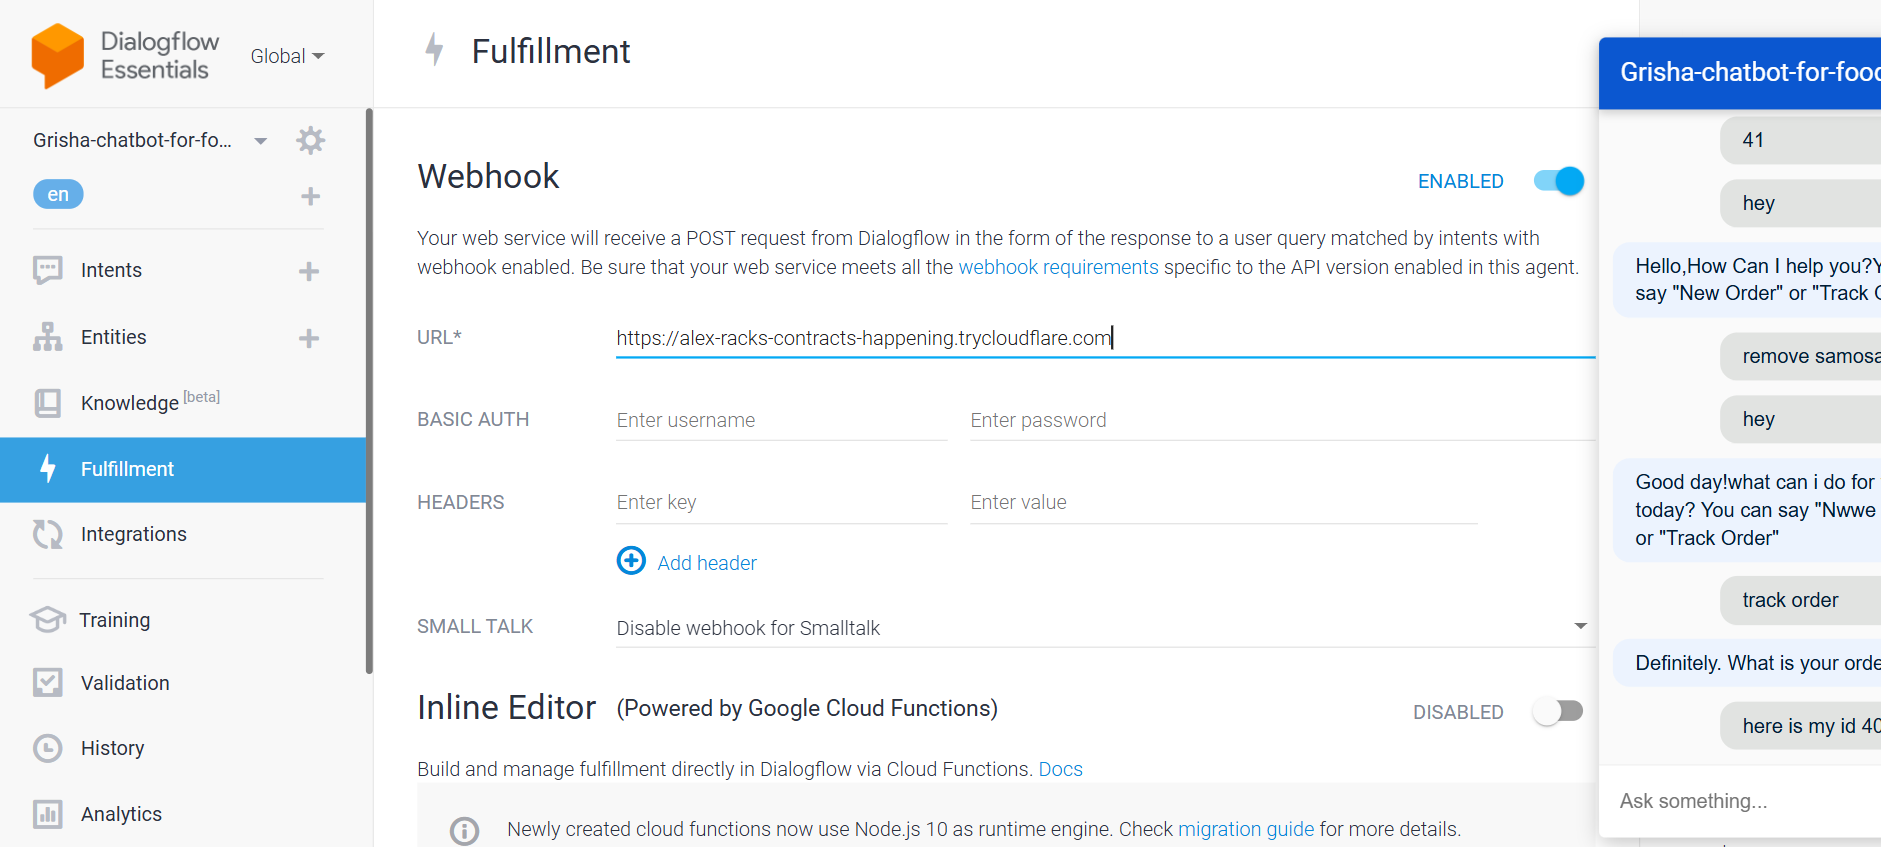 Dialogflow
Essentials
Global
Grisha-chatbot-for-fo...
en
Intents
Entities
Knowledge [beta]
Fulfillment
Integrations
Training
Validation
History
Analytics
Fulfillment
Webhook
ENABLED
Your web service will receive a POST request from Dialogflow in the form of the response to a user query matched by intents with
webhook enabled. Be sure that your web service meets all the webhook requirements specific to the API version enabled in this agent.
URL*
https://alex-racks-contracts-happening.trycloudflare.com
BASIC AUTH
Enter username
Enter password
HEADERS
Enter key
Enter value
Add header
SMALL TALK
Disable webhook for Smalltalk
Inline Editor
(Powered by Google Cloud Functions)
DISABLED
Build and manage fulfillment directly in Dialogflow via Cloud Functions. Docs
Newly created cloud functions now use Node.js 10 as runtime engine. Check migration guide for more details.
Grisha-chatbot-for-food
41
hey
Hello,How Can I help you?Y
say "New Order" or "Track O
remove samosa
hey
Good day!what can i do for
today? You can say "Nwwe
or "Track Order"
track order
Definitely. What is your orde
here is my id 40
Ask something...